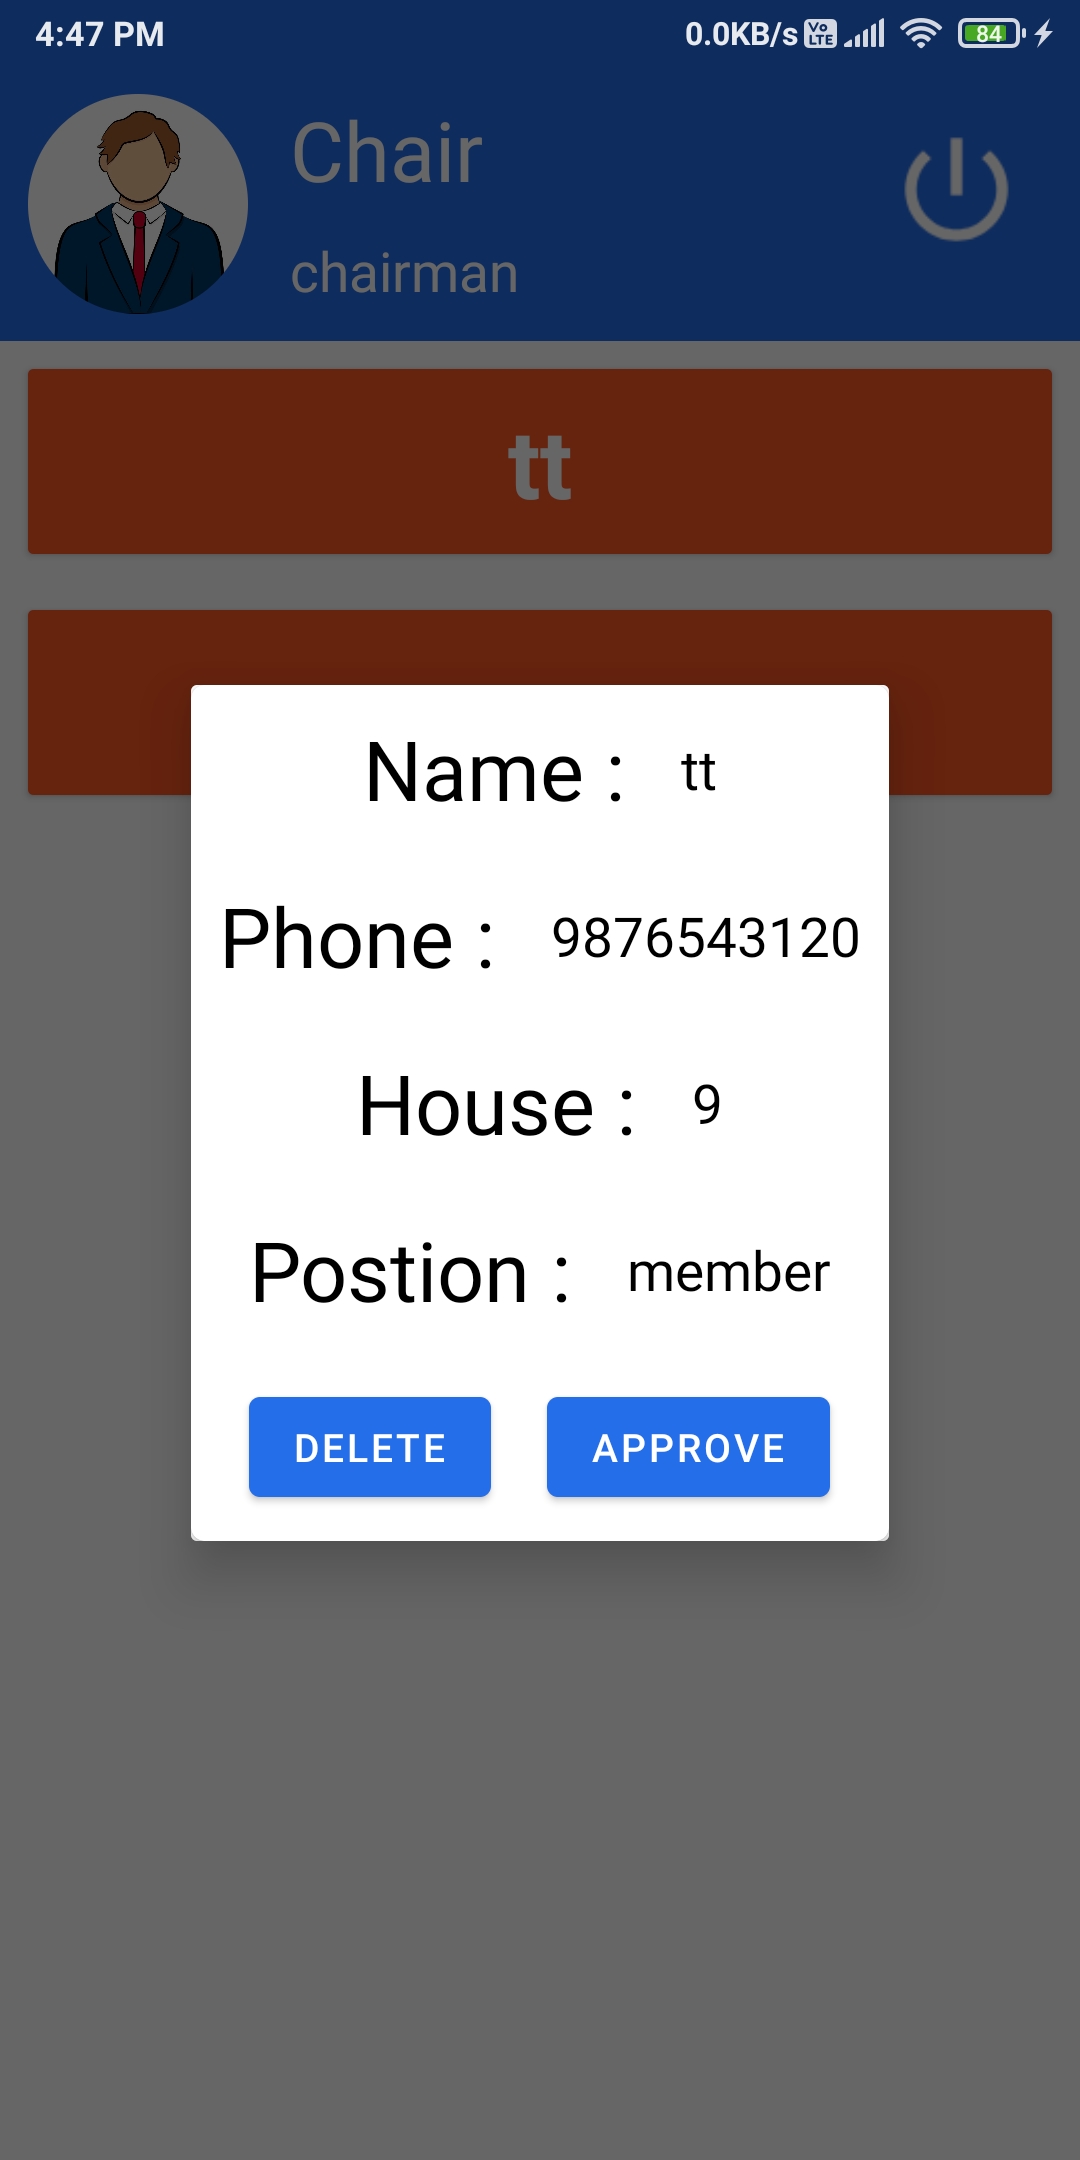 4:47 PM 0.0KB/s Vo LTE 84
Chair
chairman
tt
Name : tt
Phone : 9876543120
House : 9
Postion : member
DELETE APPROVE